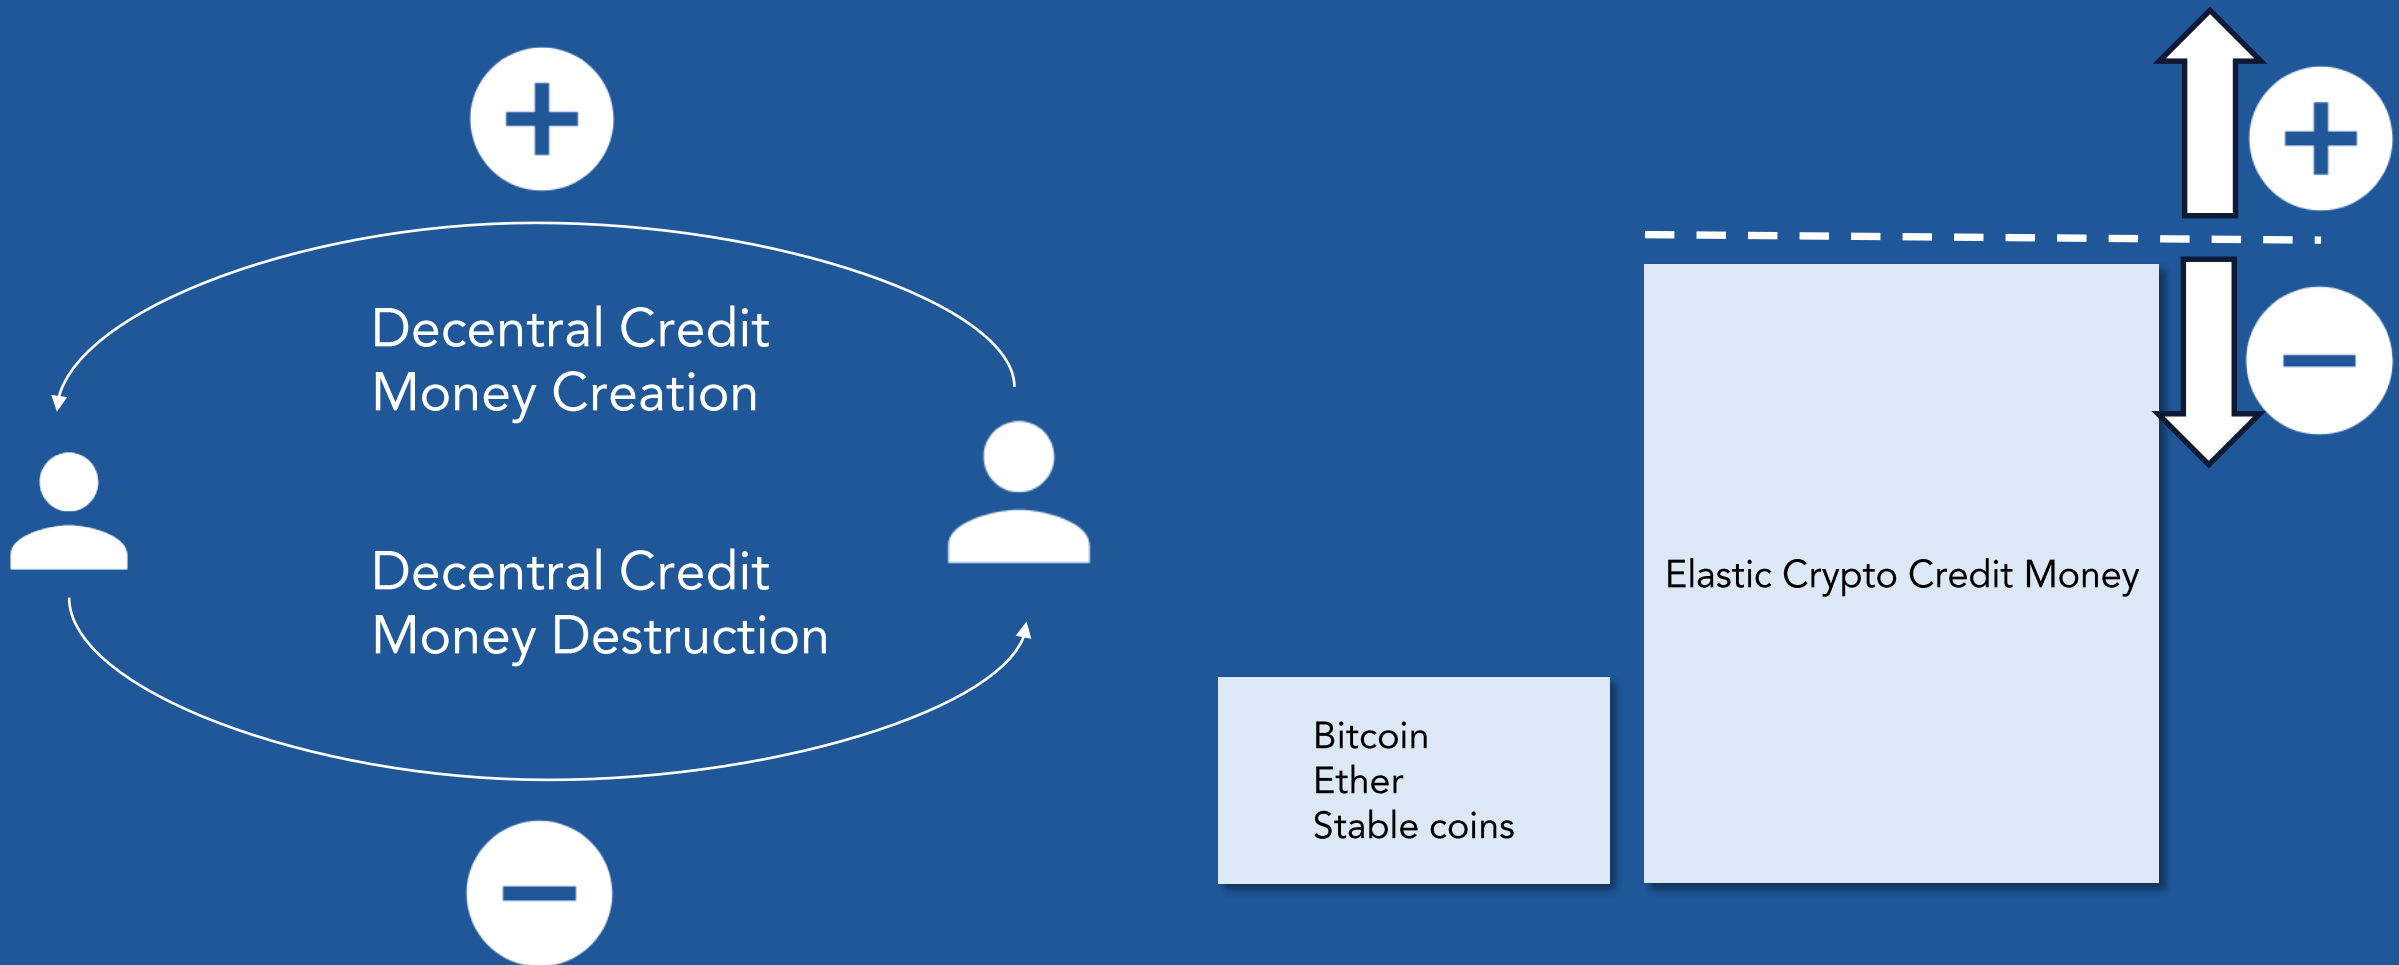 Decentral Credit
Money Creation
Decentral Credit
Money Destruction
Elastic Crypto Credit Money
Bitcoin
Ether
Stable coins